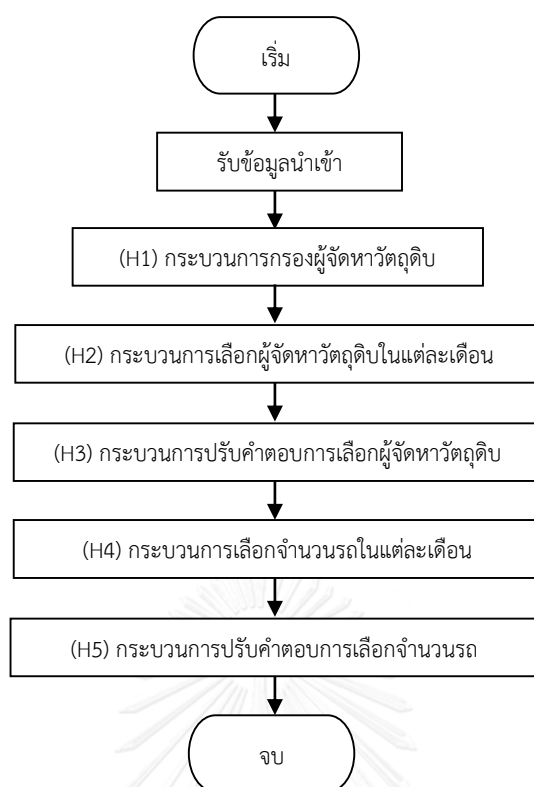 เริ่ม
รับข้อมูลนำเข้า
(H1) กระบวนการกรองผู้จัดหาวัตถุดิบ
(H2) กระบวนการเลือกผู้จัดหาวัตถุดิบในแต่ละเดือน
(H3) กระบวนการปรับคำตอบการเลือกผู้จัดหาวัตถุดิบ
(H4) กระบวนการเลือกจำนวนรถในแต่ละเดือน
(H5) กระบวนการปรับคำตอบการเลือกจำนวนรถ
จบ